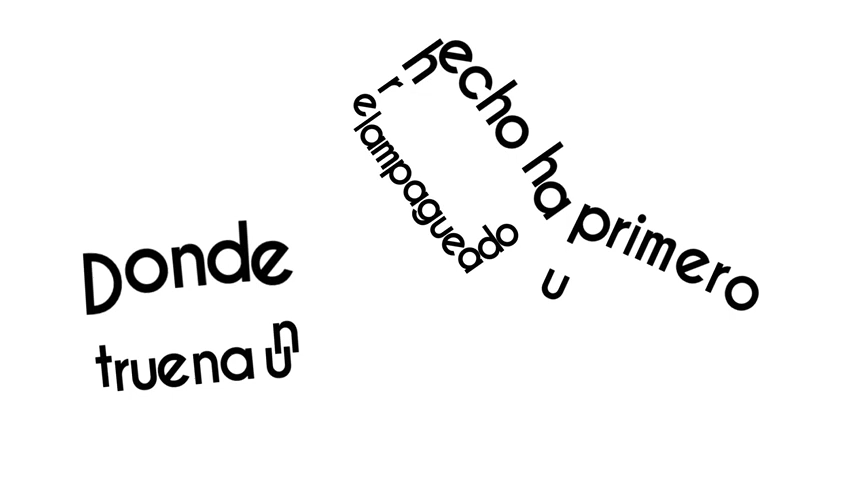 Donde
truena un
hecho ha primero
relampagueado
u